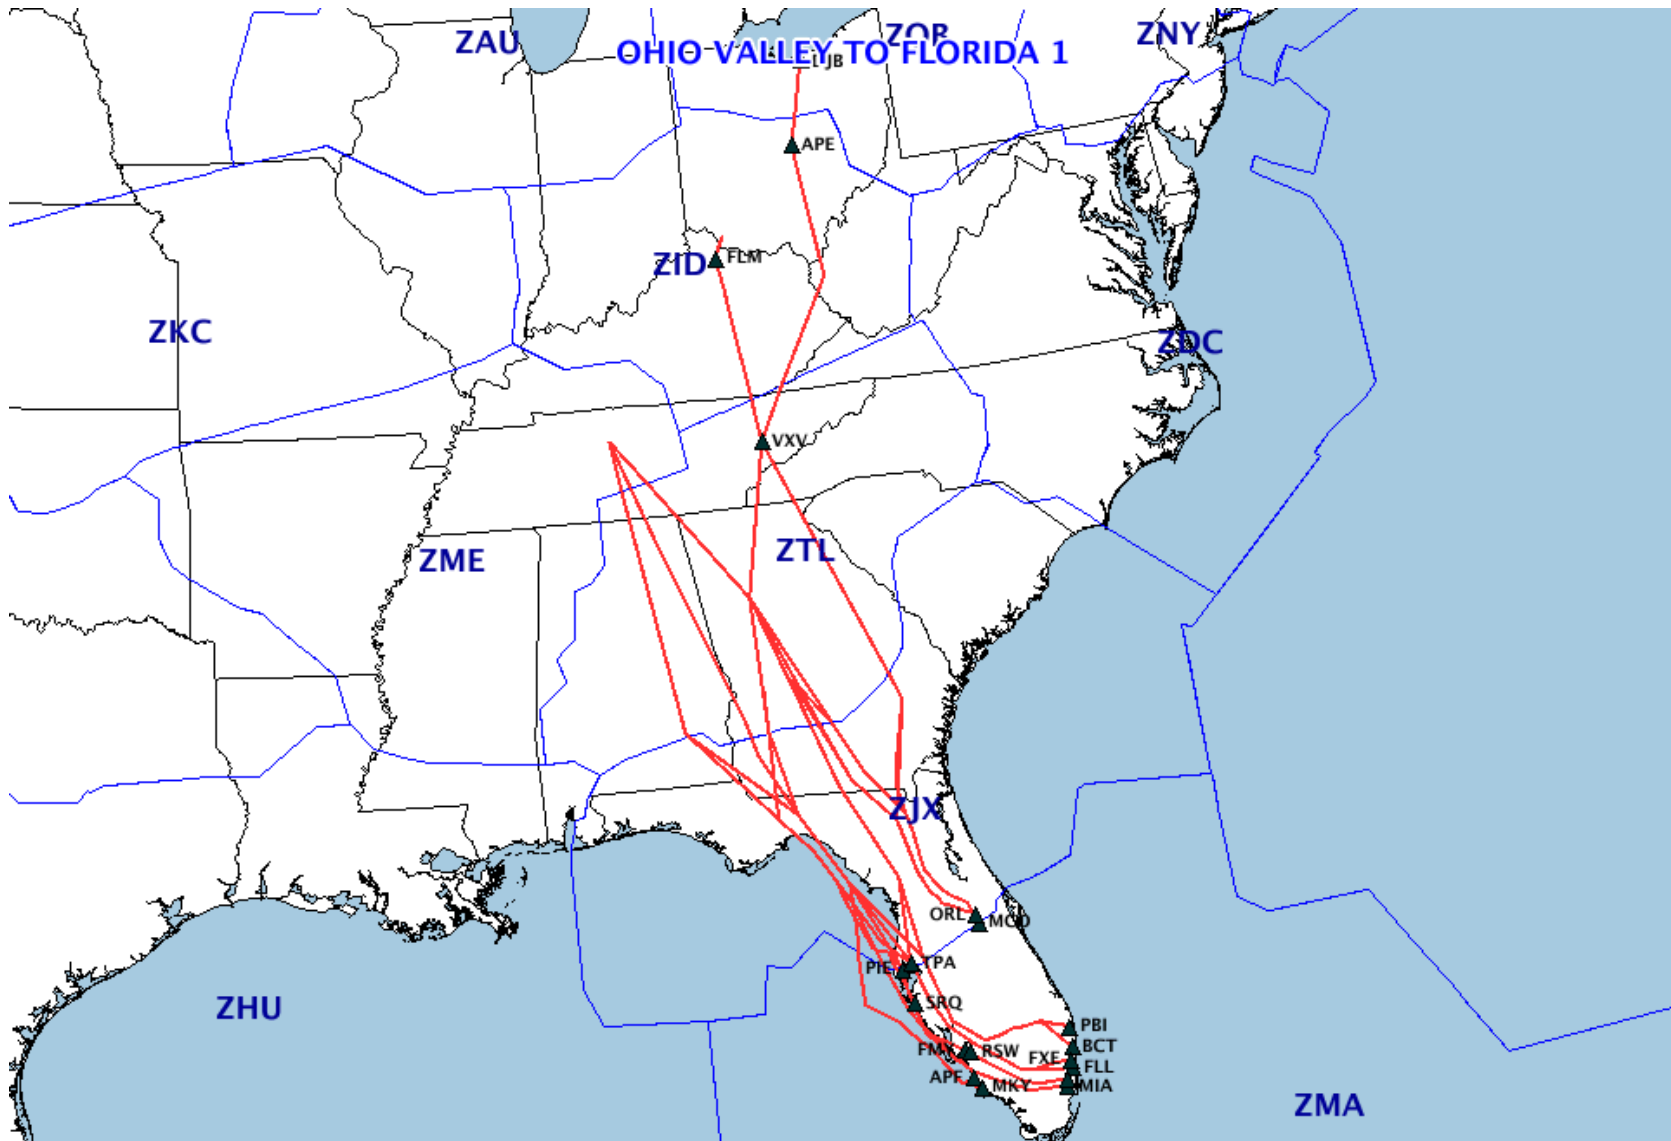 ZAU
ZOB
ZNY
OHIO VALLEY TO FLORIDA 1
DJB
APE
ZID
FLM
ZKC
ZDC
VXV
ZTL
ZME
ZJX
ORL
MCO
PIE
TPA
ZHU
SRQ
PBI
BCT
FMY
RSW
FXE
FLL
APF
MKY
MIA
ZMA